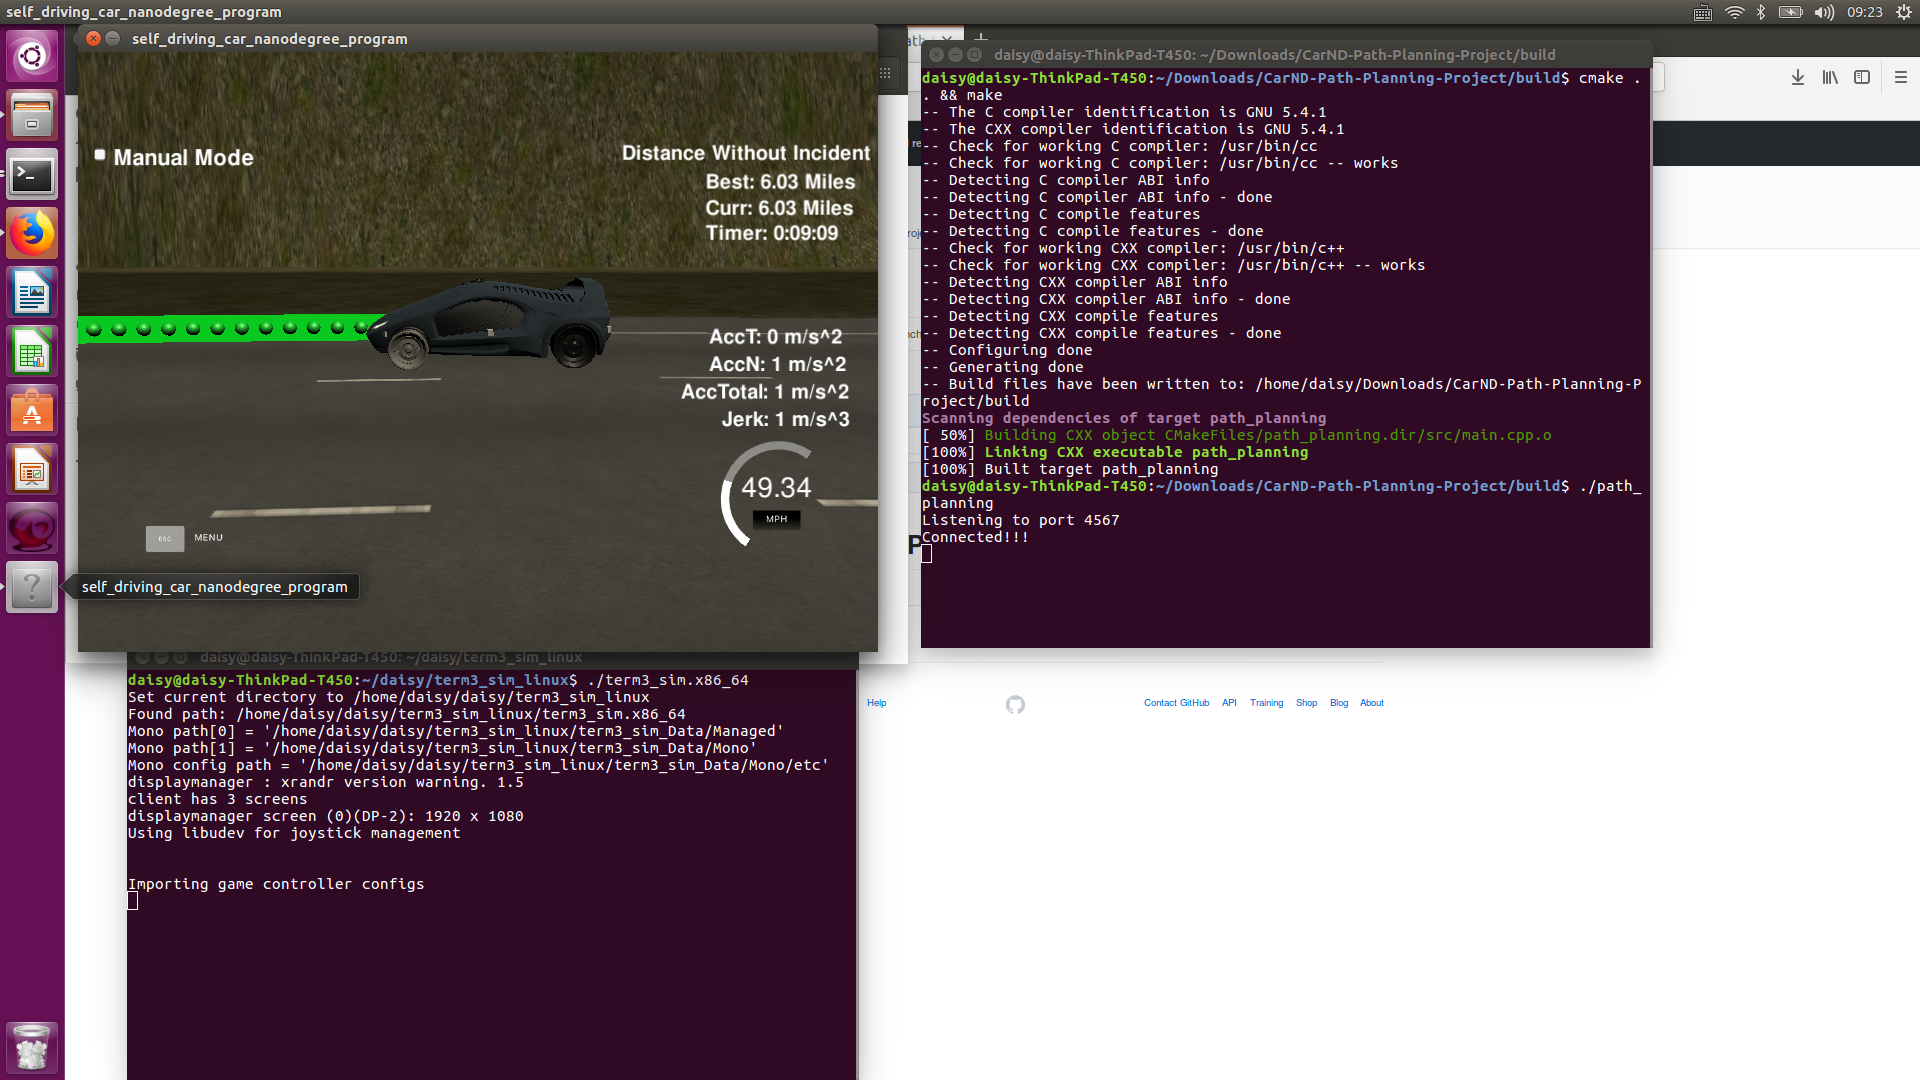 self_driving_car_nanodegree_program
09:23
self_driving_car_nanodegree_program
Manual Mode
Distance Without Incident
Best: 6.03 Miles
Curr: 6.03 Miles
Timer: 0:09:09
AccT: 0 m/s^2
AccN: 1 m/s^2
AccTotal: 1 m/s^2
Jerk: 1 m/s^3
49.34
MPH
ESC MENU
self_driving_car_nanodegree_program
daisy@daisy-ThinkPad-T450: ~/Downloads/CarND-Path-Planning-Project/build
daisy@daisy-ThinkPad-T450:~/Downloads/CarND-Path-Planning-Project/build$ cmake .
. && make
-- The C compiler identification is GNU 5.4.1
-- The CXX compiler identification is GNU 5.4.1
-- Check for working C compiler: /usr/bin/cc
-- Check for working C compiler: /usr/bin/cc -- works
-- Detecting C compiler ABI info
-- Detecting C compiler ABI info - done
-- Detecting C compile features
-- Detecting C compile features - done
-- Check for working CXX compiler: /usr/bin/c++
-- Check for working CXX compiler: /usr/bin/c++ -- works
-- Detecting CXX compiler ABI info
-- Detecting CXX compiler ABI info - done
-- Detecting CXX compile features
-- Detecting CXX compile features - done
-- Configuring done
-- Generating done
-- Build files have been written to: /home/daisy/Downloads/CarND-Path-Planning-P
roject/build
Scanning dependencies of target path_planning
[ 50%] Building CXX object CMakeFiles/path_planning.dir/src/main.cpp.o
[100%] Linking CXX executable path_planning
[100%] Built target path_planning
daisy@daisy-ThinkPad-T450:~/Downloads/CarND-Path-Planning-Project/build$ ./path_
planning
Listening to port 4567
Connected!!!
daisy@daisy-ThinkPad-T450: ~/daisy/term3_sim_linux
daisy@daisy-ThinkPad-T450:~/daisy/term3_sim_linux$ ./term3_sim.x86_64
Set current directory to /home/daisy/daisy/term3_sim_linux
Found path: /home/daisy/daisy/term3_sim_linux/term3_sim.x86_64
Mono path[0] = '/home/daisy/daisy/term3_sim_linux/term3_sim_Data/Managed'
Mono path[1] = '/home/daisy/daisy/term3_sim_linux/term3_sim_Data/Mono'
Mono config path = '/home/daisy/daisy/term3_sim_linux/term3_sim_Data/Mono/etc'
displaymanager : xrandr version warning. 1.5
client has 3 screens
displaymanager screen (0)(DP-2): 1920 x 1080
Using libudev for joystick management
Importing game controller configs
Help
Contact GitHub API Training Shop Blog About